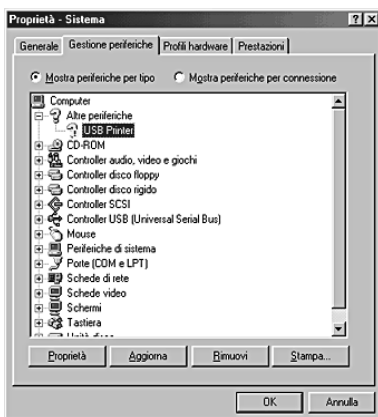 Proprietà - Sistema
Generale Gestione periferiche Profili hardware Prestazioni
Mostra periferiche per tipo Mostra periferiche per connessione
Computer
Altre periferiche
USB Printer
CD-ROM
Controller audio, video e giochi
Controller disco floppy
Controller disco rigido
Controller SCSI
Controller USB (Universal Serial Bus)
Mouse
Periferiche di sistema
Porte (COM e LPT)
Schede di rete
Schede video
Schermi
Tastiera
Unità disco
Proprietà Aggiorna Rimuovi Stampa...
OK Annulla